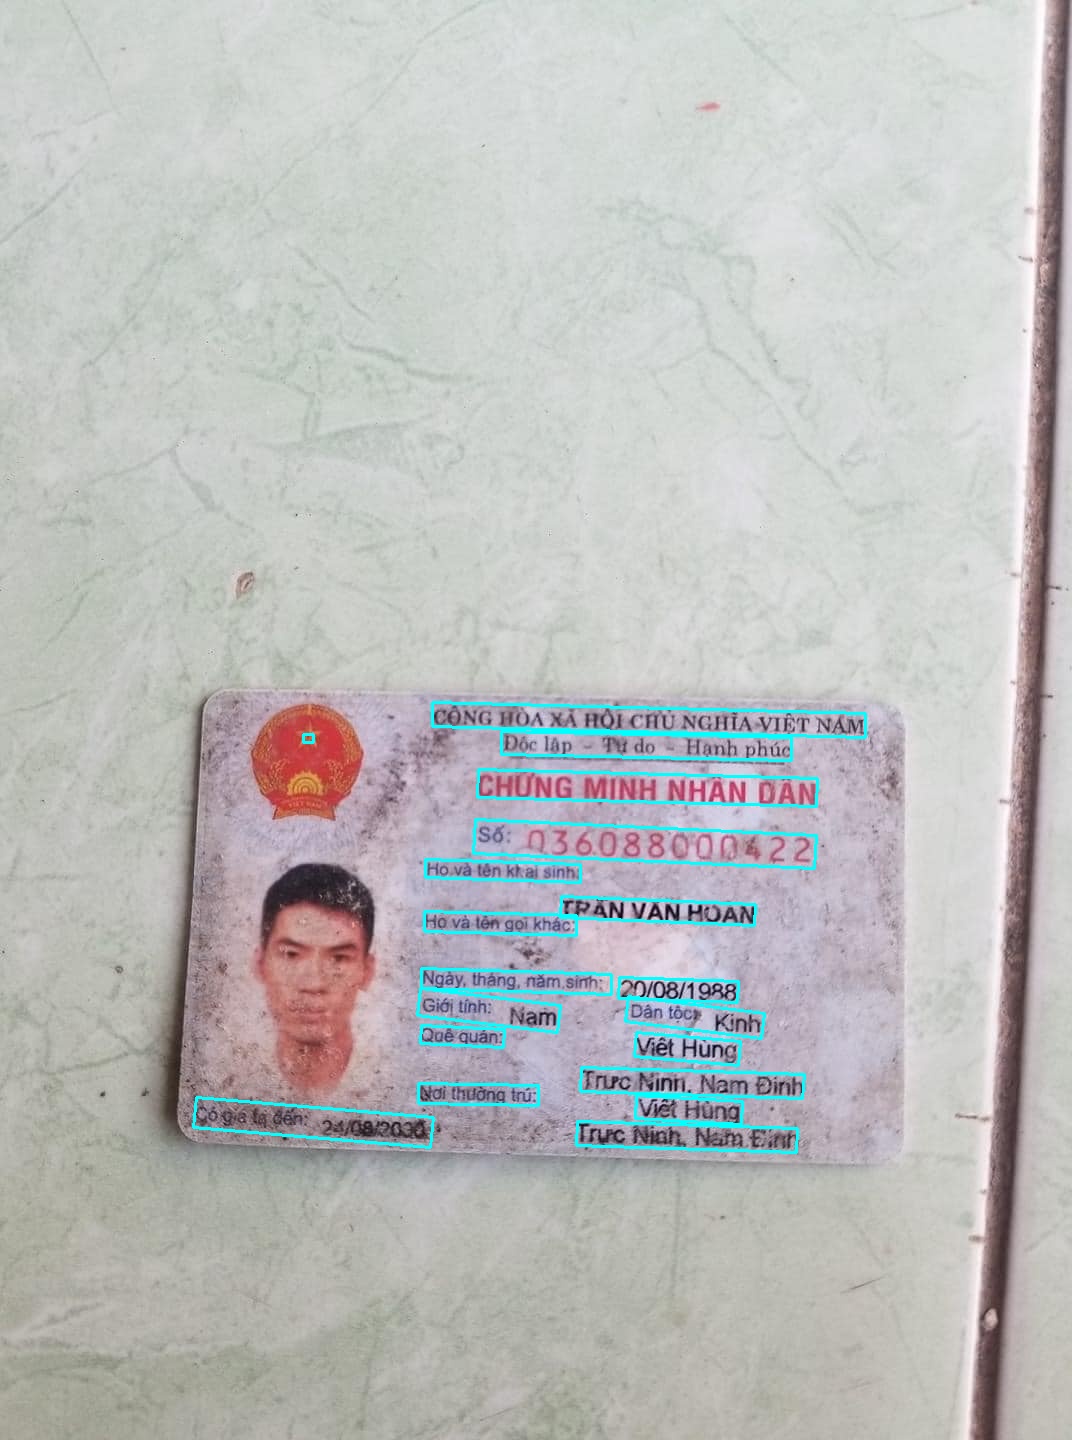 CỘNG HÒA XÃ HỘI CHỦ NGHĨA VIỆT NAM
Độc lập - Tự do - Hạnh phúc
CHỨNG MINH NHÂN DÂN
Số: 036088000422
Họ và tên khai sinh:
TRẦN VĂN HOAN
Họ và tên gọi khác:
Ngày, tháng, năm sinh: 20/08/1988
Giới tính: Nam Dân tộc: Kinh
Quê quán: Việt Hùng
Trực Ninh, Nam Định
Nơi thường trú: Việt Hùng
Trực Ninh, Nam Định
Có giá trị đến: 24/08/2030
VIỆT NAM